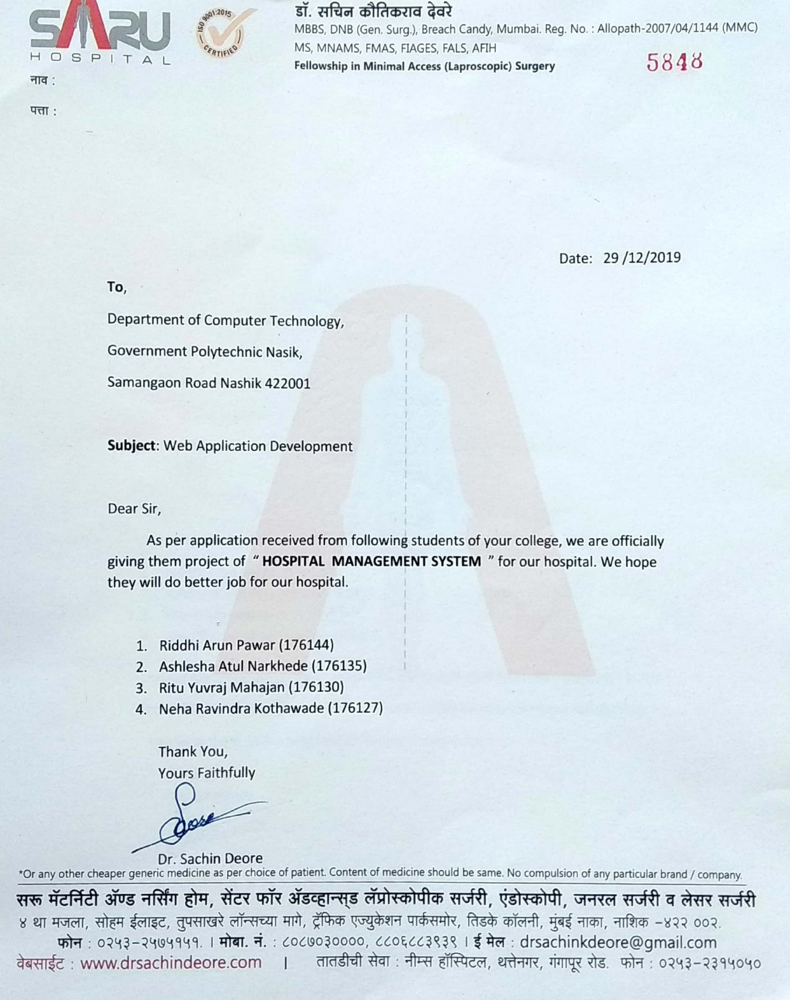 SARU
HOSPITAL
ISO 9001:2015
CERTIFIED
डॉ. सचिन कौतिकराव देवरे
MBBS, DNB (Gen. Surg.), Breach Candy, Mumbai. Reg. No. : Allopath-2007/04/1144 (MMC)
MS, MNAMS, FMAS, FIAGES, FALS, AFIH
Fellowship in Minimal Access (Laproscopic) Surgery
5848
नाव :
पत्ता :
Date: 29 /12/2019
To,
Department of Computer Technology,
Government Polytechnic Nasik,
Samangaon Road Nashik 422001
Subject: Web Application Development
Dear Sir,
As per application received from following students of your college, we are officially
giving them project of “ HOSPITAL MANAGEMENT SYSTEM ” for our hospital. We hope
they will do better job for our hospital.
1. Riddhi Arun Pawar (176144)
2. Ashlesha Atul Narkhede (176135)
3. Ritu Yuvraj Mahajan (176130)
4. Neha Ravindra Kothawade (176127)
Thank You,
Yours Faithfully
Deore
Dr. Sachin Deore
*Or any other cheaper generic medicine as per choice of patient. Content of medicine should be same. No compulsion of any particular brand / company.
सरू मॅटर्निटी ॲण्ड नर्सिंग होम, सेंटर फॉर ॲडव्हान्स्ड लॅप्रोस्कोपीक सर्जरी, एंडोस्कोपी, जनरल सर्जरी व लेसर सर्जरी
४ था मजला, सोहम ईलाइट, तुपसाखरे लॉन्सच्या मागे, ट्रॅफिक एज्युकेशन पार्कसमोर, तिडके कॉलनी, मुंबई नाका, नाशिक -४२२ ००२.
फोन : ०२५३-२५७५१५१. | मोबा. नं. : ८०८७०३००००, ८८०६८८३९३९ | ई मेल : drsachinkdeore@gmail.com
वेबसाईट : www.drsachindeore.com | तातडीची सेवा : नीम्स हॉस्पिटल, थत्तेनगर, गंगापूर रोड. फोन : ०२५३-२३१५०५०